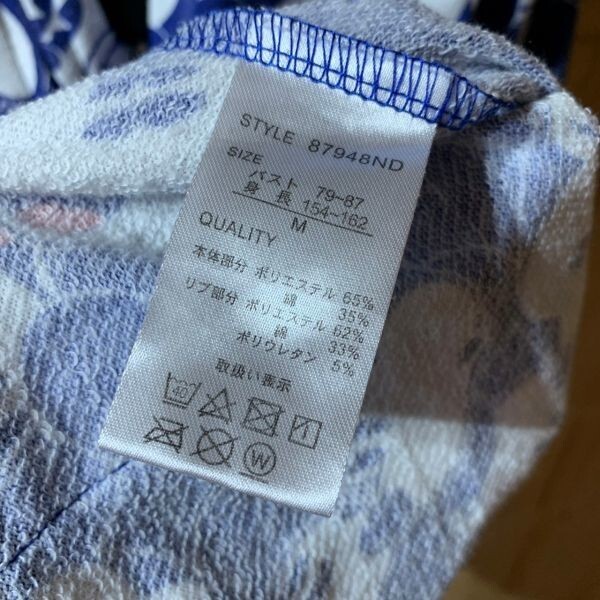 STYLE 87948ND
SIZE
バスト 79~87
身長 154~162
M
QUALITY
本体部分 ポリエステル 65%
綿 35%
リブ部分 ポリエステル 62%
綿 33%
ポリウレタン 5%
取扱い表示
40
W